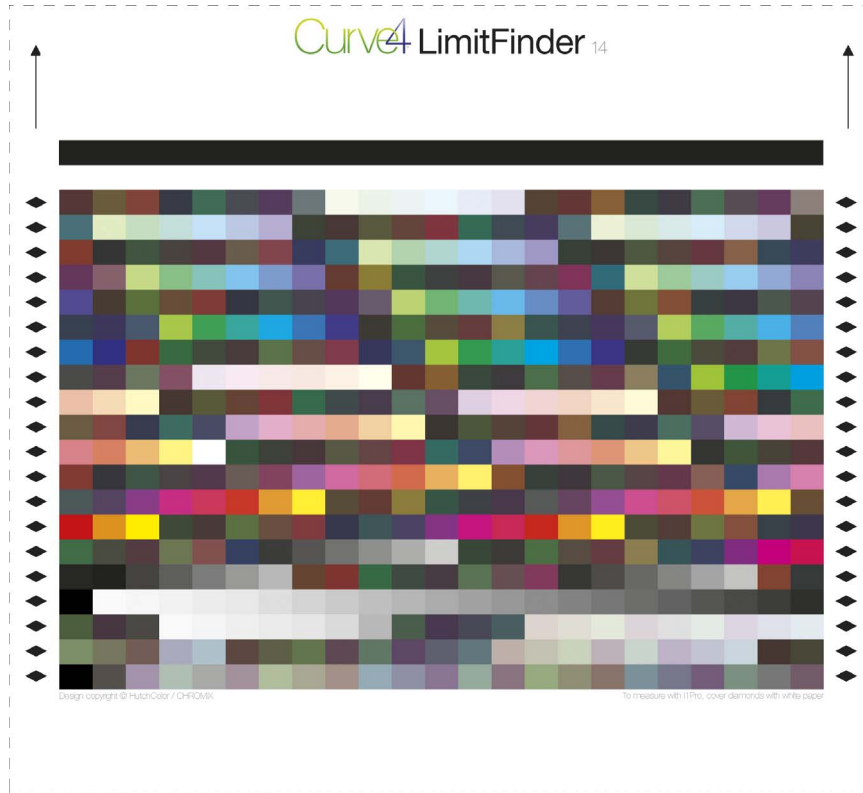 Curve4 LimitFinder 14
Design copyright © HutchColor / CHROMIX
To measure with i1Pro, cover diamonds with white paper